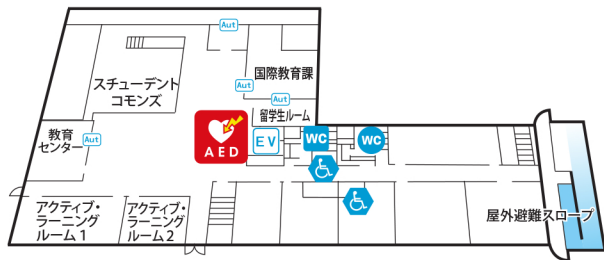 Aut
国際教育課
スチューデント
コモンズ
Aut
Aut
留学生ルーム
AED
EV
WC
WC
教育
センター
Aut
アクティブ・
ラーニング
ルーム1
アクティブ・
ラーニング
ルーム2
屋外避難スロープ